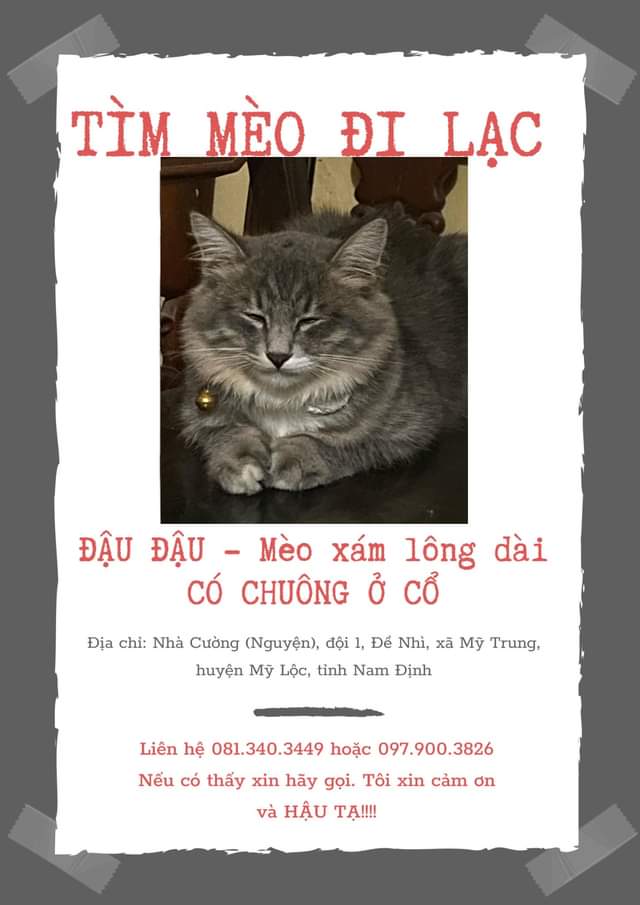 TÌM MÈO ĐI LẠC
ĐẬU ĐẬU - Mèo xám lông dài
CÓ CHUÔNG Ở CỔ
Địa chỉ: Nhà Cường (Nguyện), đội 1, Đề Nhì, xã Mỹ Trung,
huyện Mỹ Lộc, tỉnh Nam Định
Liên hệ 081.340.3449 hoặc 097.900.3826
Nếu có thấy xin hãy gọi. Tôi xin cảm ơn
và HẬU TẠ!!!!